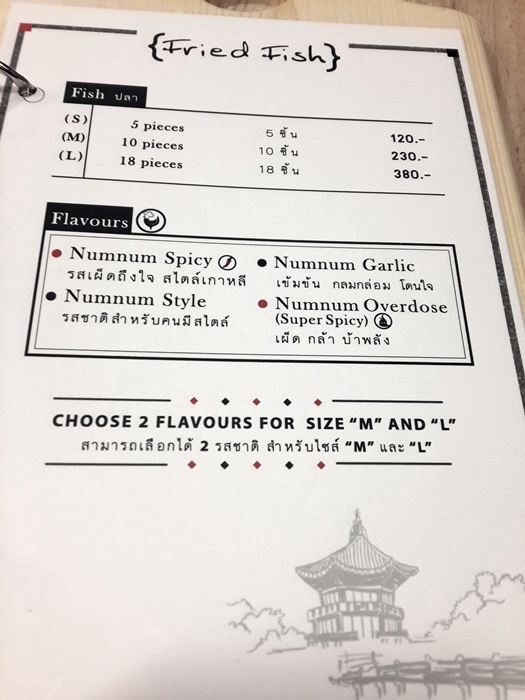 {Fried Fish}
Fish ปลา
(S) 5 pieces 5 ชิ้น 120.-
(M) 10 pieces 10 ชิ้น 230.-
(L) 18 pieces 18 ชิ้น 380.-
Flavours
Numnum Spicy
รสเผ็ดถึงใจ สไตล์เกาหลี
Numnum Garlic
เข้มข้น กลมกล่อม โดนใจ
Numnum Style
รสชาติสำหรับคนมีสไตล์
Numnum Overdose
(Super Spicy)
เผ็ด กล้า บ้าพลัง
CHOOSE 2 FLAVOURS FOR SIZE “M” AND “L”
สามารถเลือกได้ 2 รสชาติ สำหรับไซส์ “M” และ “L”